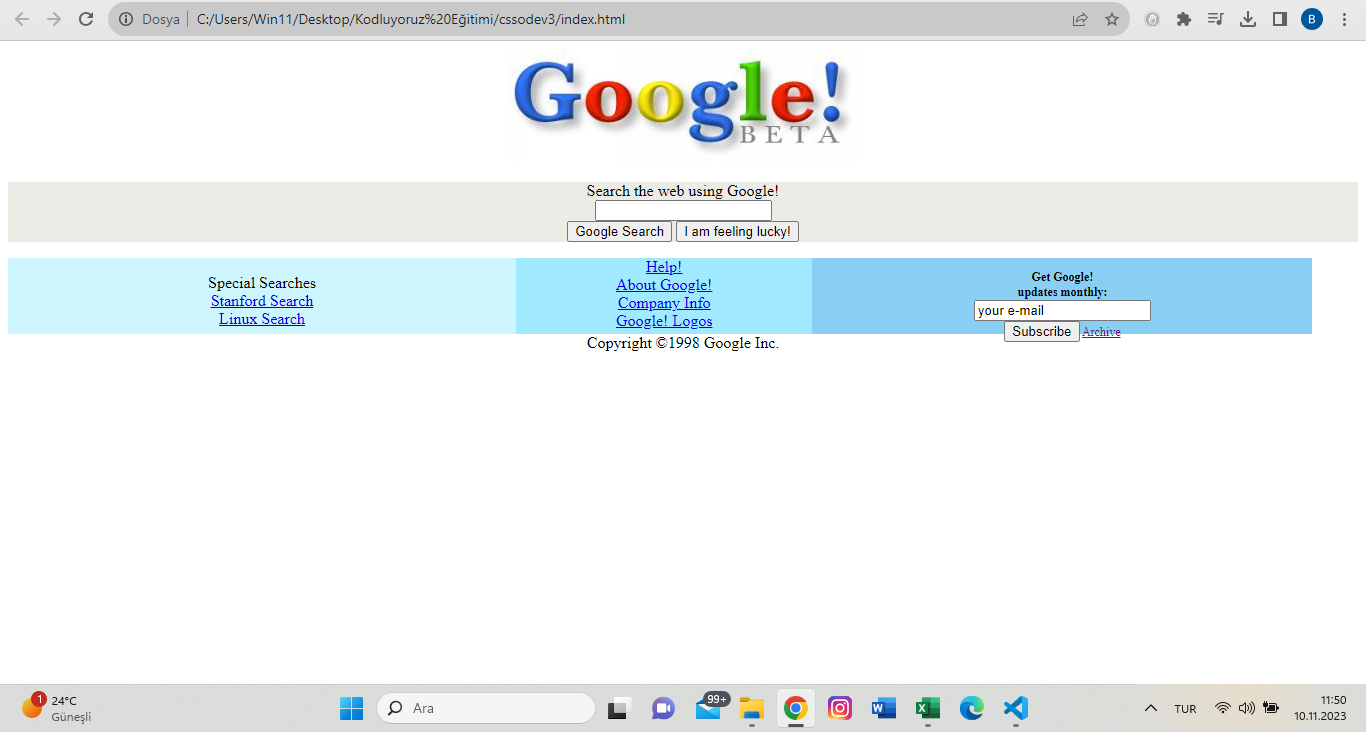 Dosya C:/Users/Win11/Desktop/Kodluyoruz%20Eğitimi/cssodev3/index.html B
Google!
BETA
Search the web using Google!
Google Search I am feeling lucky!
Special Searches
Stanford Search
Linux Search
Help!
About Google!
Company Info
Google! Logos
Get Google!
updates monthly:
your e-mail
Subscribe Archive
Copyright ©1998 Google Inc.
1
24°C
Güneşli
Ara
99+
W
X
TUR
11:50
10.11.2023